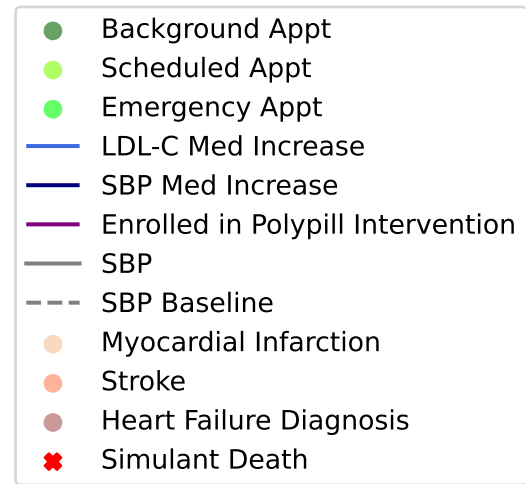 Background Appt
Scheduled Appt
Emergency Appt
LDL-C Med Increase
SBP Med Increase
Enrolled in Polypill Intervention
SBP
SBP Baseline
Myocardial Infarction
Stroke
Heart Failure Diagnosis
Simulant Death